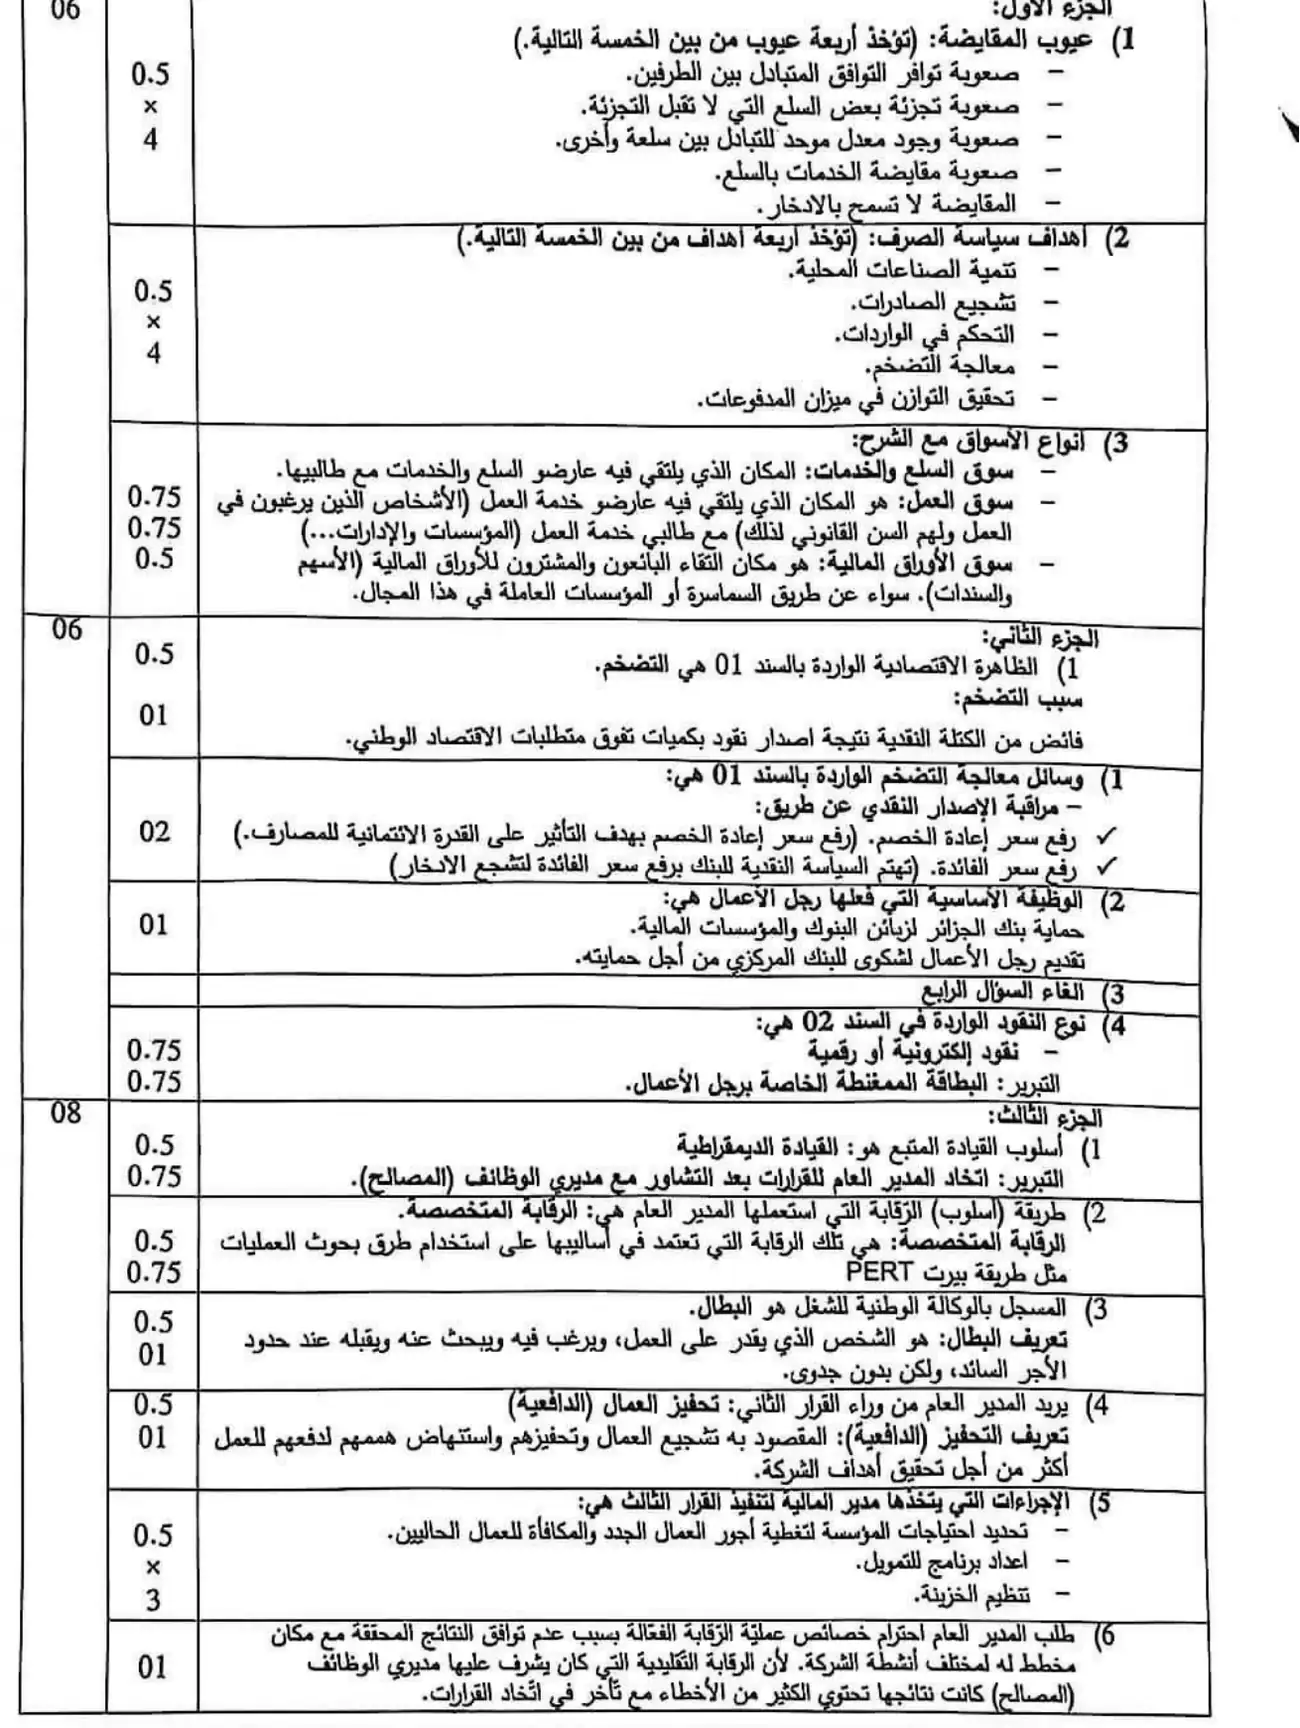 الجزء الأول:
06
1) عيوب المقايضة: (تؤخذ أربعة عيوب من بين الخمسة التالية.)
– صعوبة توافر التوافق المتبادل بين الطرفين.
0.5
– صعوبة تجزئة بعض السلع التي لا تقبل التجزئة.
×
– صعوبة وجود معدل موحد للتبادل بين سلعة وأخرى.
4
– صعوبة مقايضة الخدمات بالسلع.
– المقايضة لا تسمح بالادخار.
2) أهداف سياسة الصرف: (تؤخذ أربعة أهداف من بين الخمسة التالية.)
– تنمية الصناعات المحلية.
0.5
– تشجيع الصادرات.
×
– التحكم في الواردات.
4
– معالجة التضخم.
– تحقيق التوازن في ميزان المدفوعات.
3) أنواع الأسواق مع الشرح:
– سوق السلع والخدمات: المكان الذي يلتقي فيه عارضو السلع والخدمات مع طالبيها.
0.75
– سوق العمل: هو المكان الذي يلتقي فيه عارضو خدمة العمل (الأشخاص الذين يرغبون في
0.75
العمل ولهم السن القانوني لذلك) مع طالبي خدمة العمل (المؤسسات والإدارات...)
0.5
– سوق الأوراق المالية: هو مكان التقاء البائعون والمشترون للأوراق المالية (الأسهم
والسندات). سواء عن طريق السماسرة أو المؤسسات العاملة في هذا المجال.
الجزء الثاني:
06
1) الظاهرة الاقتصادية الواردة بالسند 01 هي التضخم.
0.5
سبب التضخم:
01
فائض من الكتلة النقدية نتيجة اصدار نقود بكميات تفوق متطلبات الاقتصاد الوطني.
1) وسائل معالجة التضخم الواردة بالسند 01 هي:
– مراقبة الإصدار النقدي عن طريق:
✓ رفع سعر إعادة الخصم. (رفع سعر إعادة الخصم بهدف التأثير على القدرة الائتمانية للمصارف.)
02
✓ رفع سعر الفائدة. (تهتم السياسة النقدية للبنك برفع سعر الفائدة لتشجع الادخار)
2) الوظيفة الأساسية التي فعلها رجل الأعمال هي:
حماية بنك الجزائر لزبائن البنوك والمؤسسات المالية.
01
تقديم رجل الأعمال لشكوى للبنك المركزي من أجل حمايته.
3) الغاء السؤال الرابع
4) نوع النقود الواردة في السند 02 هي:
– نقود إلكترونية أو رقمية
0.75
التبرير: البطاقة الممغنطة الخاصة برجل الأعمال.
0.75
الجزء الثالث:
08
1) أسلوب القيادة المتبع هو: القيادة الديمقراطية
0.5
التبرير: اتخاد المدير العام للقرارات بعد التشاور مع مديري الوظائف (المصالح).
0.75
2) طريقة (أسلوب) الرّقابة التي استعملها المدير العام هي: الرقابة المتخصصة.
الرقابة المتخصصة: هي تلك الرقابة التي تعتمد في أساليبها على استخدام طرق بحوث العمليات
0.5
مثل طريقة بيرت PERT
0.75
3) المسجل بالوكالة الوطنية للشغل هو البطال.
0.5
تعريف البطال: هو الشخص الذي يقدر على العمل، ويرغب فيه ويبحث عنه ويقبله عند حدود
01
الأجر السائد، ولكن بدون جدوى.
4) يريد المدير العام من وراء القرار الثاني: تحفيز العمال (الدافعية)
0.5
تعريف التحفيز (الدافعية): المقصود به تشجيع العمال وتحفيزهم واستنهاض هممهم لدفعهم للعمل
01
أكثر من أجل تحقيق أهداف الشركة.
5) الإجراءات التي يتخذها مدير المالية لتنفيذ القرار الثالث هي:
– تحديد احتياجات المؤسسة لتغطية أجور العمال الجدد والمكافأة للعمال الحاليين.
0.5
– اعداد برنامج للتمويل.
×
– تنظيم الخزينة.
3
6) طلب المدير العام احترام خصائص عمليّة الرّقابة الفعّالة بسبب عدم توافق النتائج المحققة مع مكان
مخطط له لمختلف أنشطة الشركة. لأن الرقابة التّقليدية التي كان يشرف عليها مديري الوظائف
01
(المصالح) كانت نتائجها تحتوي الكثير من الأخطاء مع تأخر في اتّخاد القرارات.